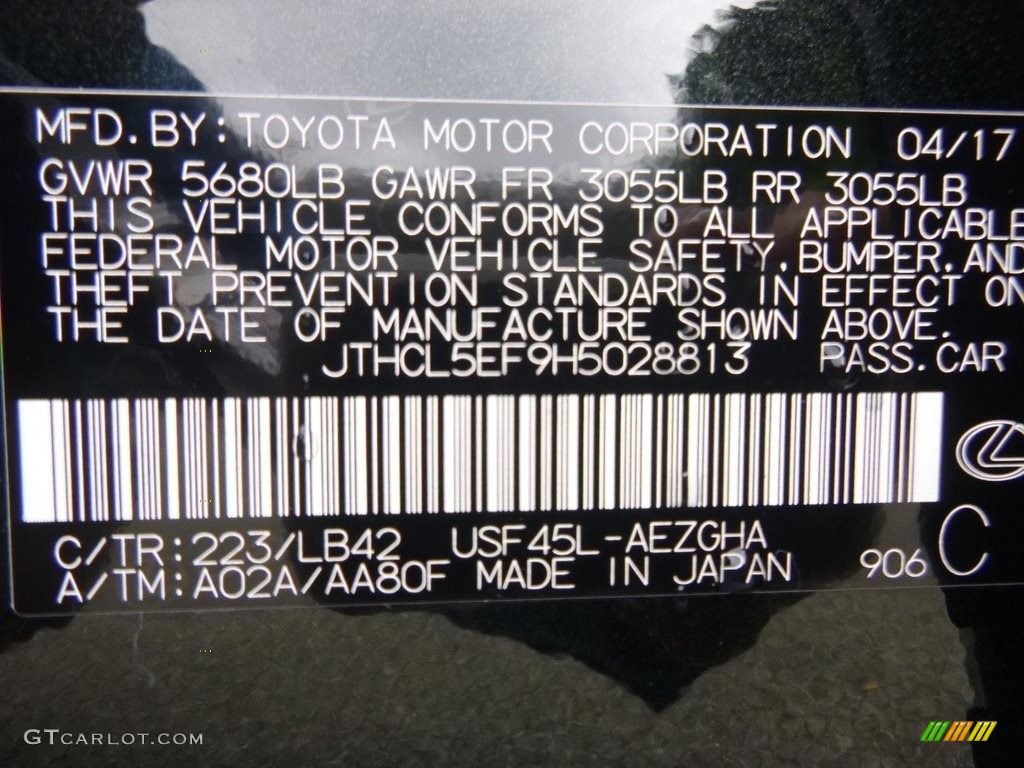 MFD. BY: TOYOTA MOTOR CORPORATION 04/17
GVWR 5680LB GAWR FR 3055LB RR 3055LB
THIS VEHICLE CONFORMS TO ALL APPLICABLE
FEDERAL MOTOR VEHICLE SAFETY, BUMPER, AND
THEFT PREVENTION STANDARDS IN EFFECT ON
THE DATE OF MANUFACTURE SHOWN ABOVE.
JTHCL5EF9H5028813 PASS. CAR
C/TR: 223/LB42 USF45L-AEZGHA
A/TM: A02A/AA80F MADE IN JAPAN 906 C
GTCARLOT.COM